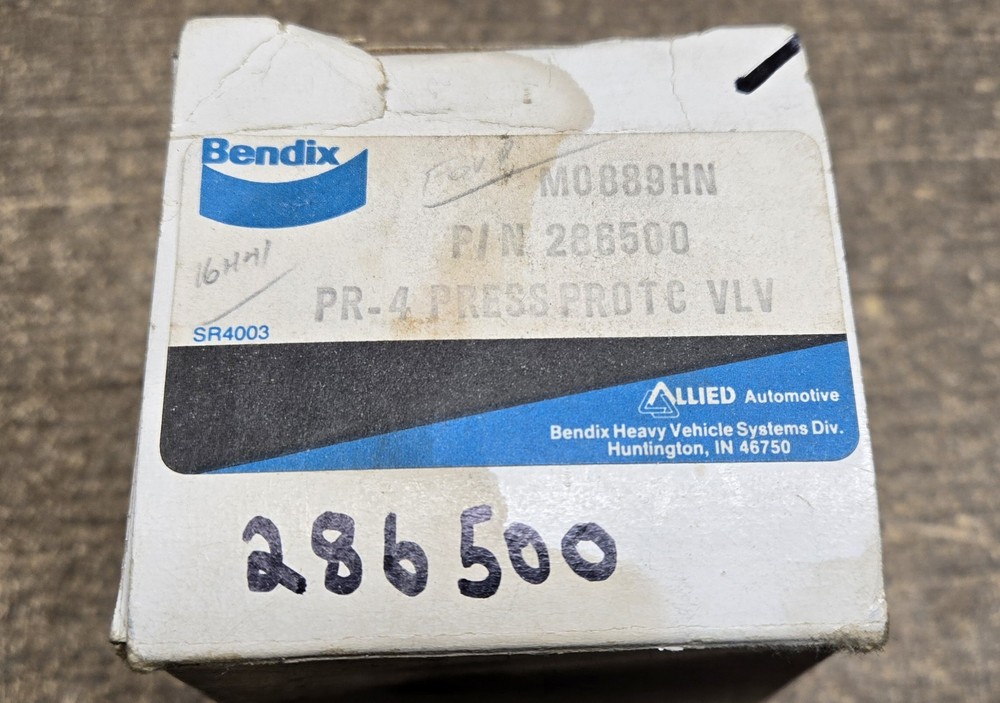 Bendix
M0889HN
P/N 286500
PR-4 PRESS PROTC VLV
SR4003
ALLIED Automotive
Bendix Heavy Vehicle Systems Div.
Huntington, IN 46750
286500